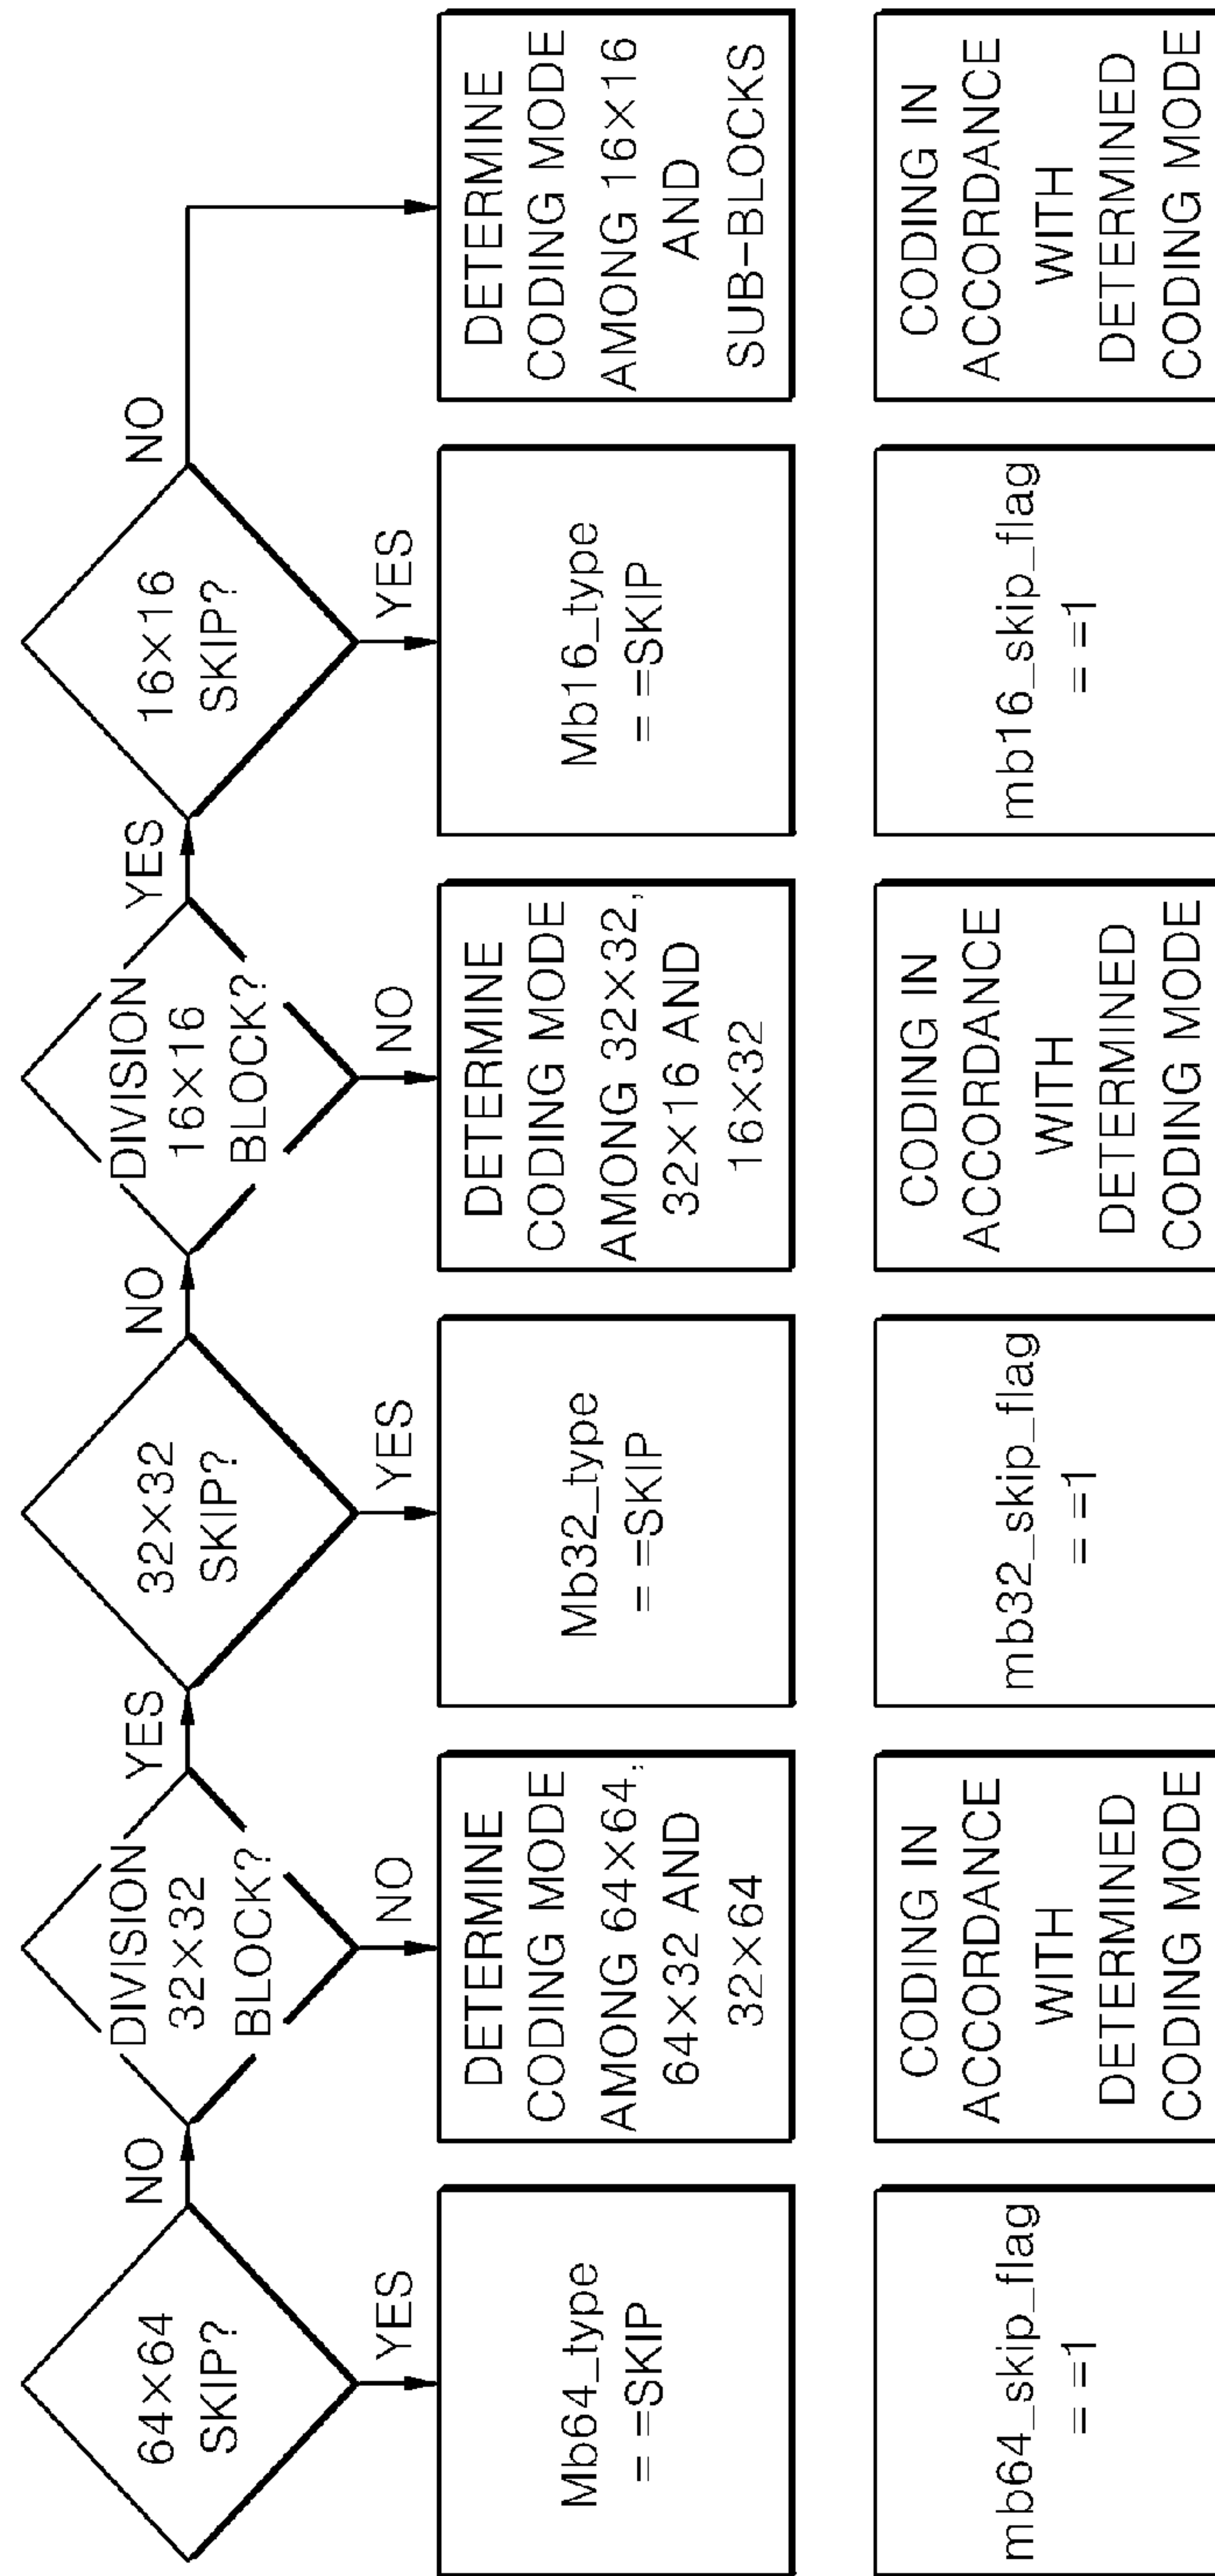 64×64
SKIP?
NO
DIVISION
32×32
BLOCK?
YES
32×32
SKIP?
NO
DIVISION
16×16
BLOCK?
YES
16×16
SKIP?
NO
YES
NO
YES
NO
YES
Mb64_type
= =SKIP
DETERMINE
CODING MODE
AMONG 64×64,
64×32 AND
32×64
Mb32_type
= =SKIP
DETERMINE
CODING MODE
AMONG 32×32,
32×16 AND
16×32
Mb16_type
= =SKIP
DETERMINE
CODING MODE
AMONG 16×16
AND
SUB-BLOCKS
mb64_skip_flag
= =1
CODING IN
ACCORDANCE
WITH
DETERMINED
CODING MODE
mb32_skip_flag
= =1
CODING IN
ACCORDANCE
WITH
DETERMINED
CODING MODE
mb16_skip_flag
= =1
CODING IN
ACCORDANCE
WITH
DETERMINED
CODING MODE